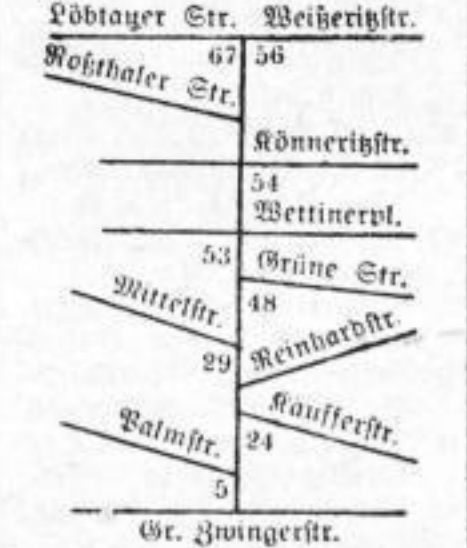 Löbtauer Str. Weißeritzstr.
67 56
Roßthaler Str.
Könneritzstr.
54
Wettinerpl.
53
Grüne Str.
Mittelstr.
48
Reinhardstr.
29
Kaufferstr.
Palmstr.
24
5
Gr. Zwingerstr.